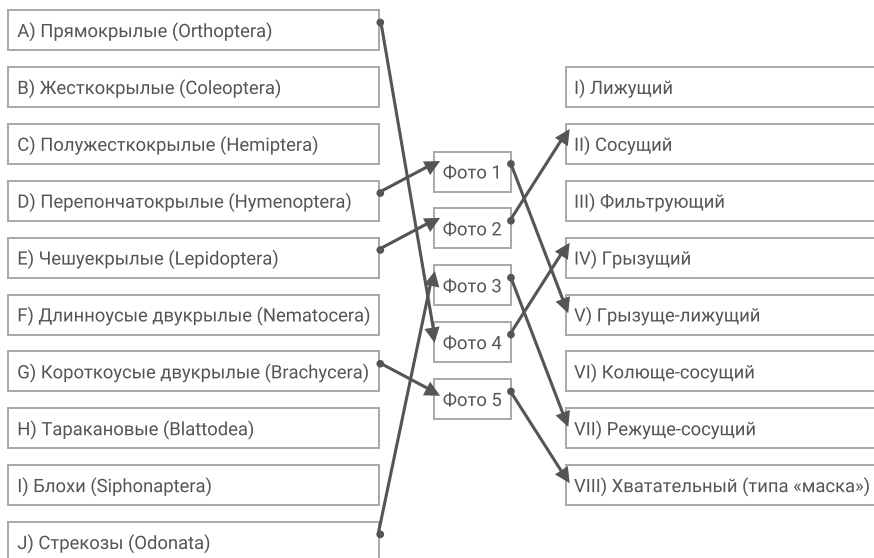 A) Прямокрылые (Orthoptera)
B) Жесткокрылые (Coleoptera)
C) Полужесткокрылые (Hemiptera)
D) Перепончатокрылые (Hymenoptera)
E) Чешуекрылые (Lepidoptera)
F) Длинноусые двукрылые (Nematocera)
G) Короткоусые двукрылые (Brachycera)
H) Таракановые (Blattodea)
I) Блохи (Siphonaptera)
J) Стрекозы (Odonata)
Фото 1
Фото 2
Фото 3
Фото 4
Фото 5
I) Лижущий
II) Сосущий
III) Фильтрующий
IV) Грызущий
V) Грызуще-лижущий
VI) Колюще-сосущий
VII) Режуще-сосущий
VIII) Хватательный (типа «маска»)